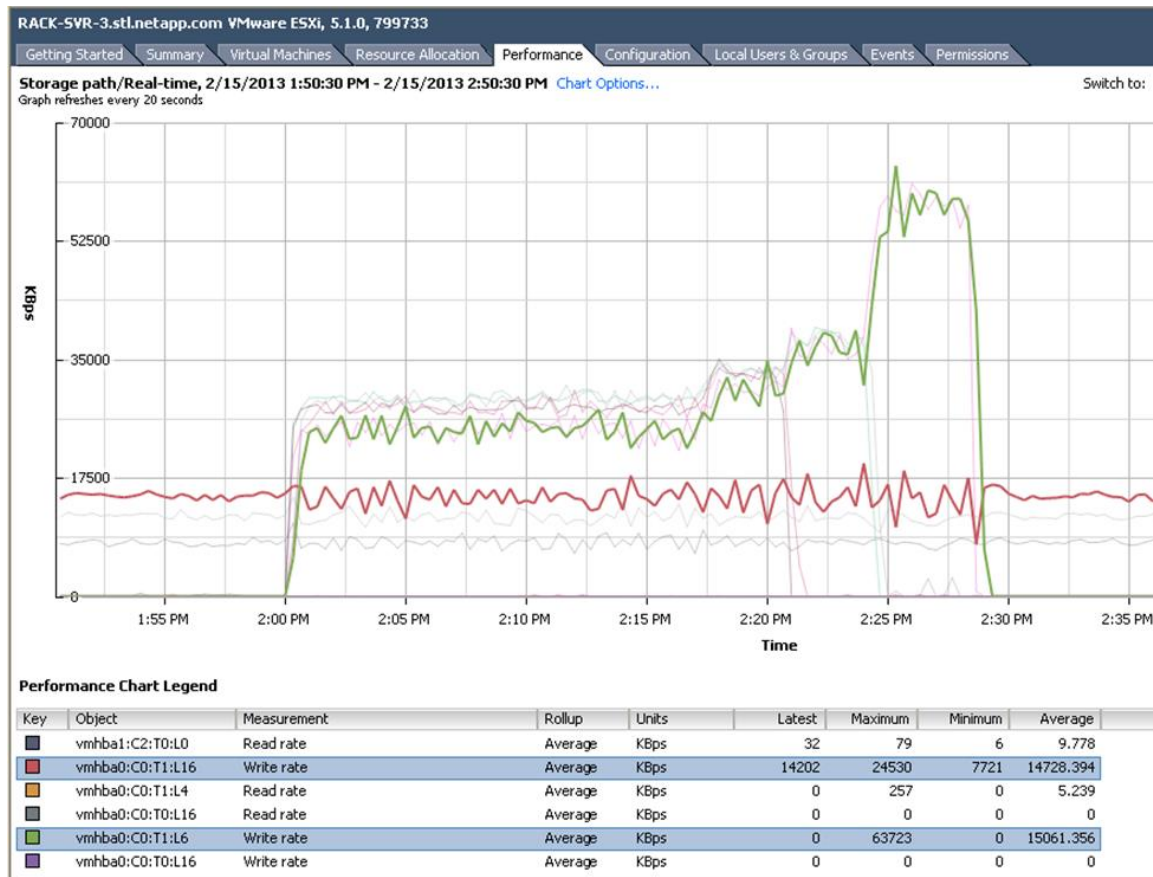 RACK-SVR-3.stl.netapp.com VMware ESXi, 5.1.0, 799733
Getting Started Summary Virtual Machines Resource Allocation Performance Configuration Local Users & Groups Events Permissions
Storage path/Real-time, 2/15/2013 1:50:30 PM - 2/15/2013 2:50:30 PM Chart Options... Switch to:
Graph refreshes every 20 seconds
70000
52500
KBps
35000
17500
0
1:55 PM 2:00 PM 2:05 PM 2:10 PM 2:15 PM 2:20 PM 2:25 PM 2:30 PM 2:35 PM
Time
Performance Chart Legend
Key Object Measurement Rollup Units Latest Maximum Minimum Average
vmhba1:C2:T0:L0 Read rate Average KBps 32 79 6 9.778
vmhba0:C0:T1:L16 Write rate Average KBps 14202 24530 7721 14728.394
vmhba0:C0:T1:L4 Read rate Average KBps 0 257 0 5.239
vmhba0:C0:T0:L16 Read rate Average KBps 0 0 0 0
vmhba0:C0:T1:L6 Write rate Average KBps 0 63723 0 15061.356
vmhba0:C0:T0:L16 Write rate Average KBps 0 0 0 0